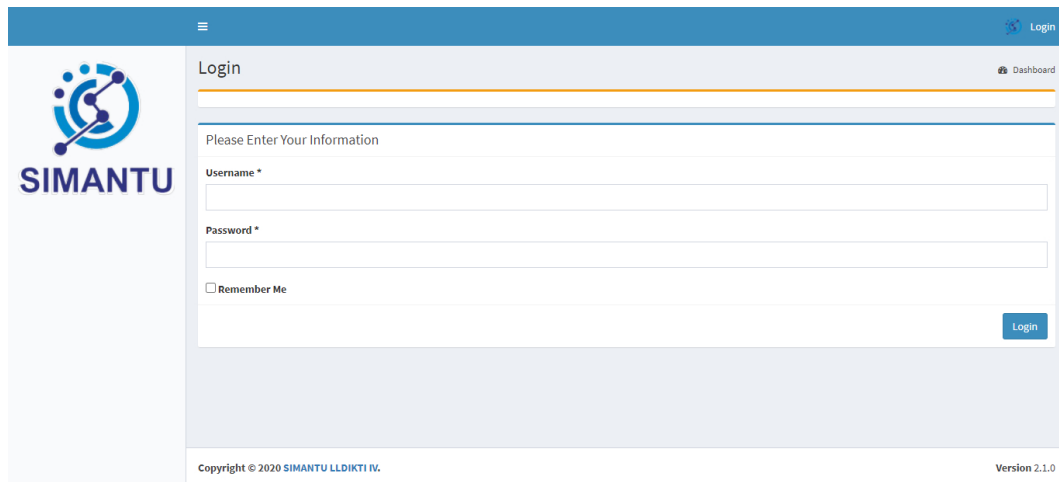 Login
Login
Dashboard
SIMANTU
Please Enter Your Information
Username *
Password *
Remember Me
Login
Copyright © 2020 SIMANTU LLDIKTI IV.
Version 2.1.0